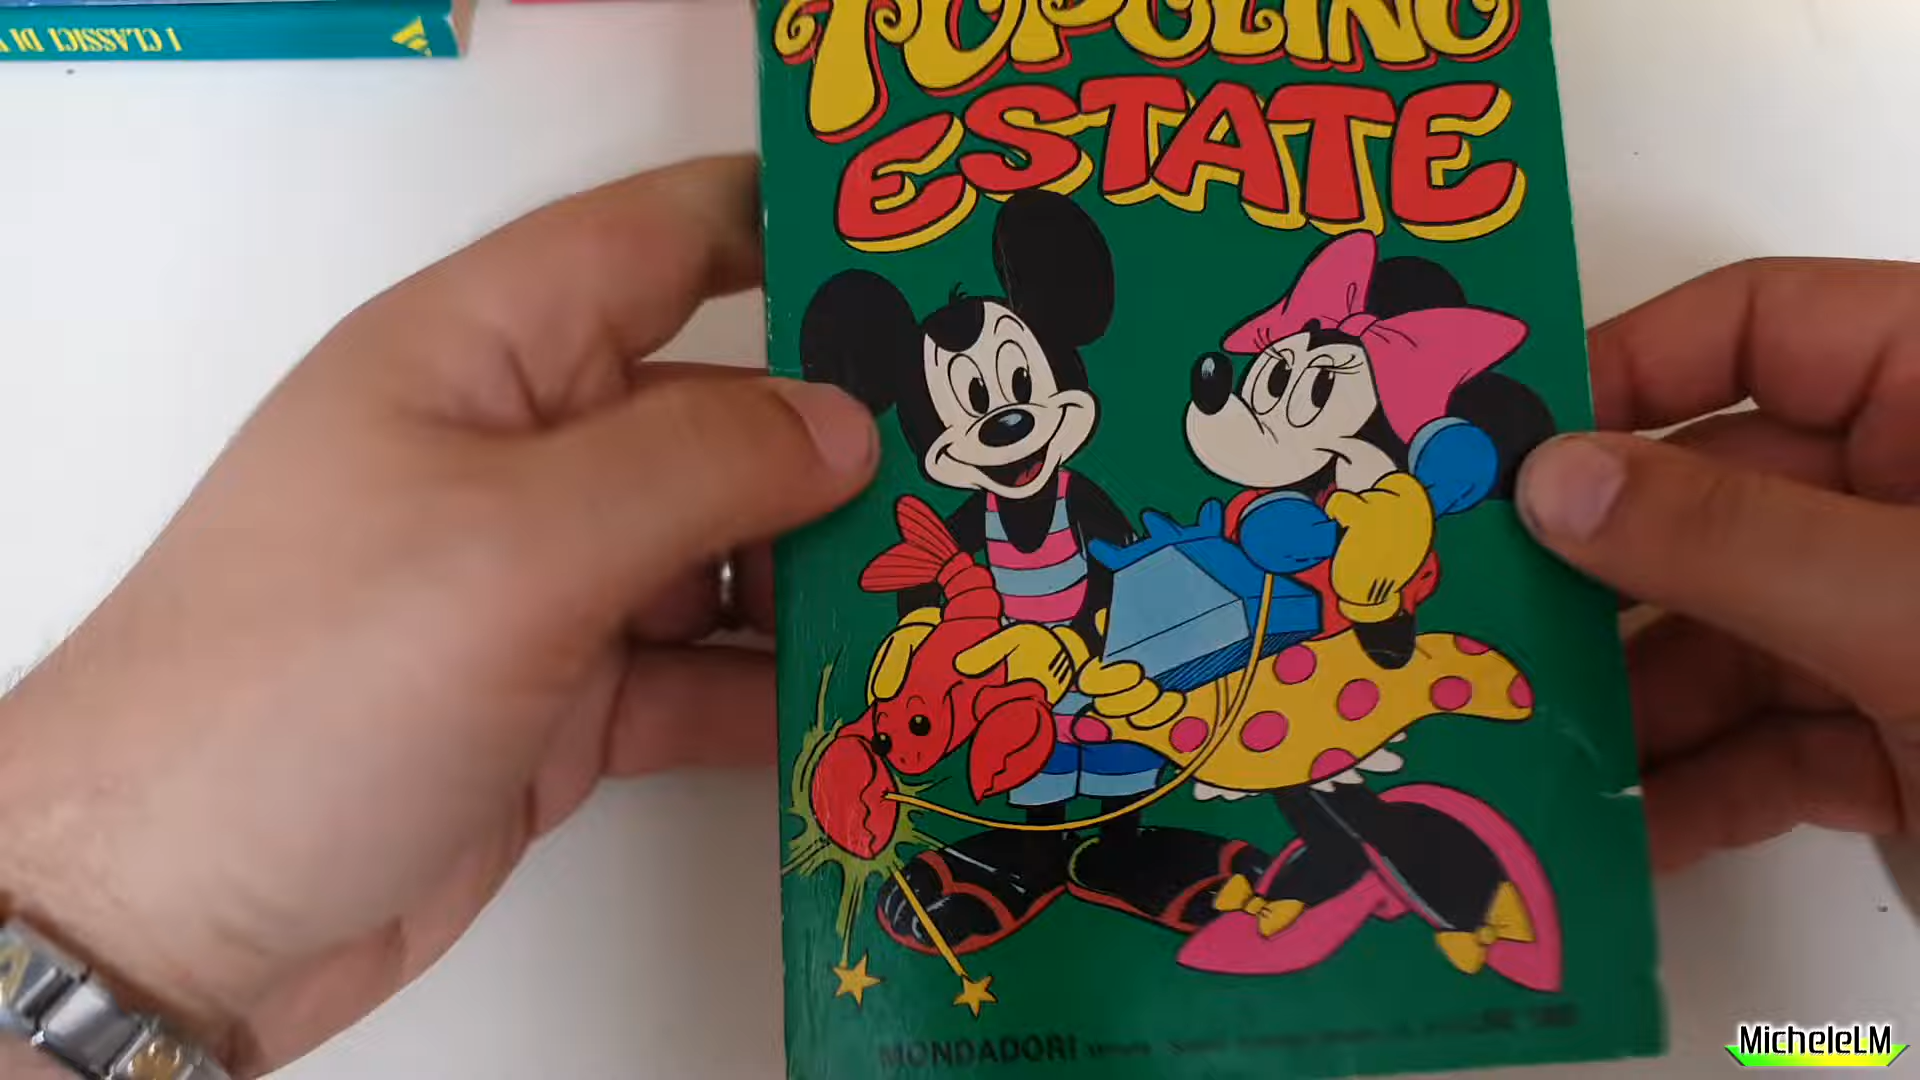 I CLASSICI DI
TOPOLINO
ESTATE
MONDADORI
MicheleLM